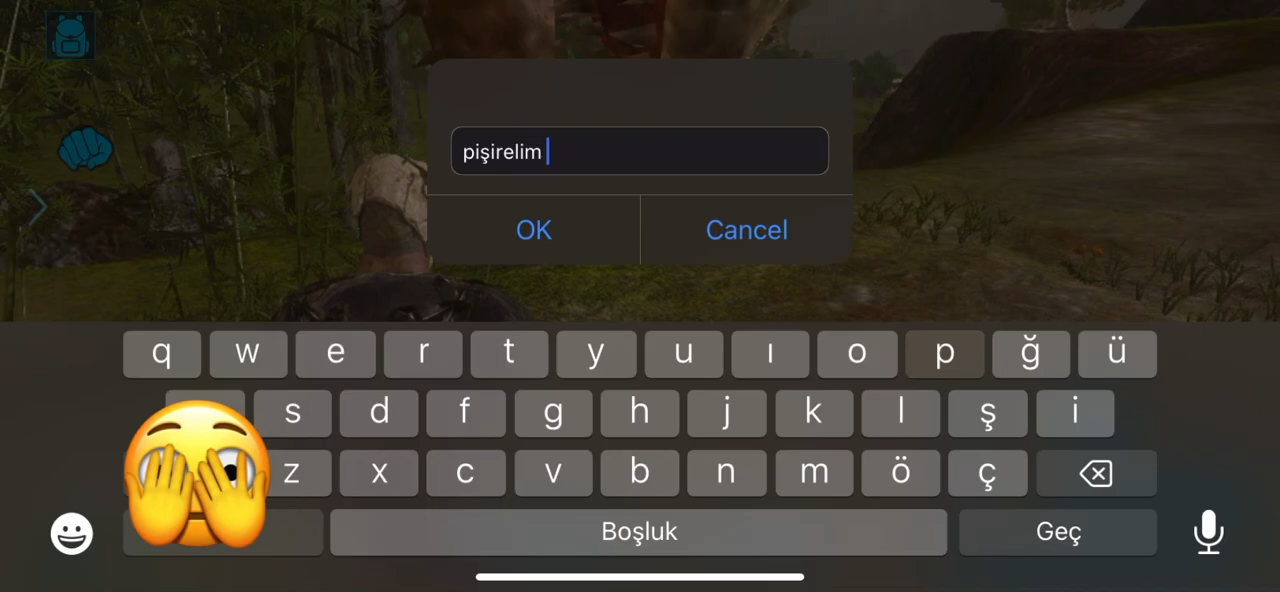 pişirelim
OK Cancel
q w e r t y u ı o p ğ ü
s d f g h j k l ş i
z x c v b n m ö ç
Boşluk Geç